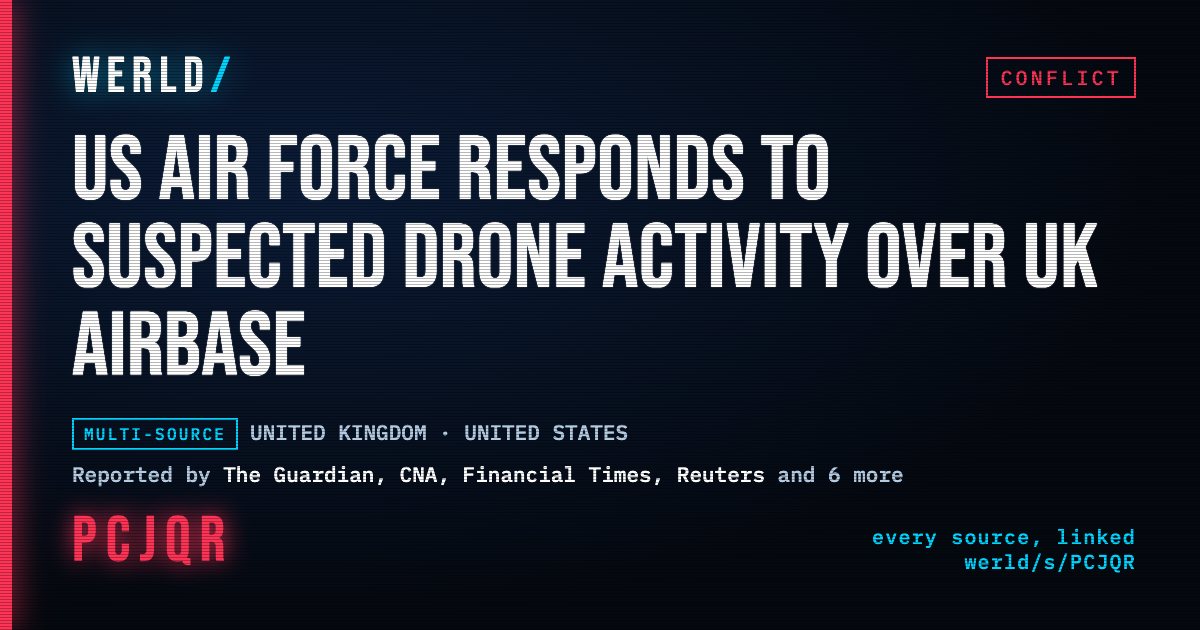 WERLD/
CONFLICT
US AIR FORCE RESPONDS TO
SUSPECTED DRONE ACTIVITY OVER UK
AIRBASE
MULTI-SOURCE UNITED KINGDOM · UNITED STATES
Reported by The Guardian, CNA, Financial Times, Reuters and 6 more
PCJQR
every source, linked
werld/s/PCJQR